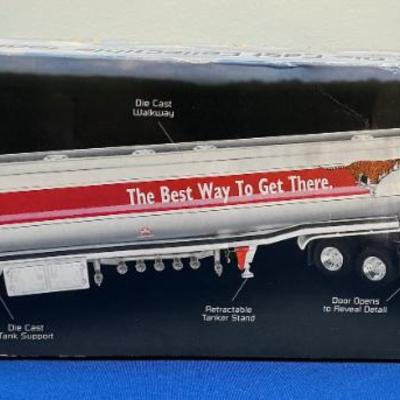 Die Cast
Walkway
The Best Way To Get There.
Retractable
Tanker Stand
Door Opens
to Reveal Detail
Die Cast
Tank Support